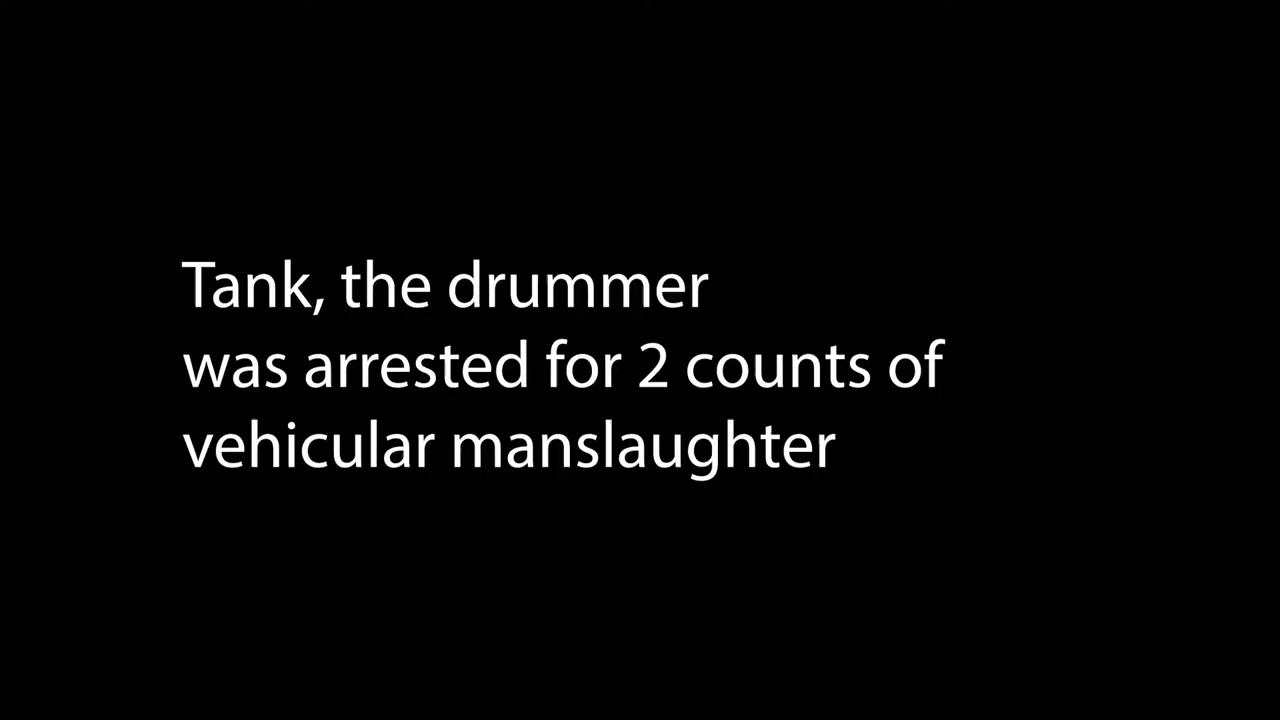 Tank, the drummer
was arrested for 2 counts of
vehicular manslaughter